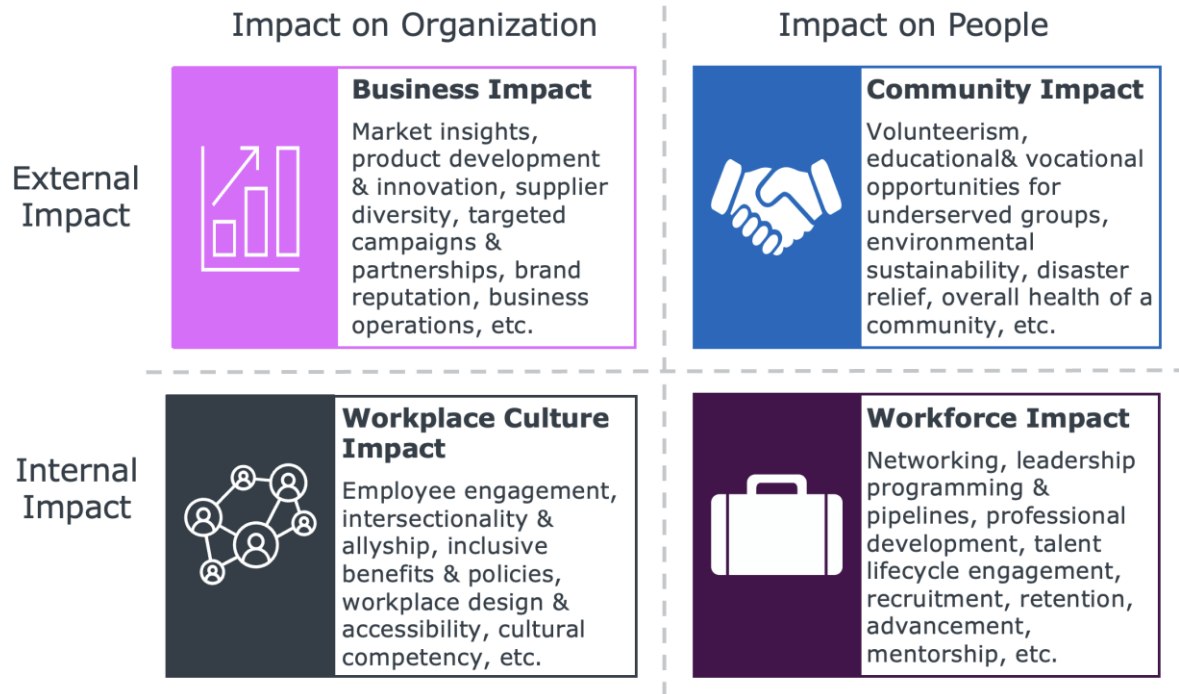 Impact on Organization
Impact on People
External
Impact
Business Impact
Market insights,
product development
& innovation, supplier
diversity, targeted
campaigns &
partnerships, brand
reputation, business
operations, etc.
Community Impact
Volunteerism,
educational& vocational
opportunities for
underserved groups,
environmental
sustainability, disaster
relief, overall health of a
community, etc.
Internal
Impact
Workplace Culture
Impact
Employee engagement,
intersectionality &
allyship, inclusive
benefits & policies,
workplace design &
accessibility, cultural
competency, etc.
Workforce Impact
Networking, leadership
programming &
pipelines, professional
development, talent
lifecycle engagement,
recruitment, retention,
advancement,
mentorship, etc.